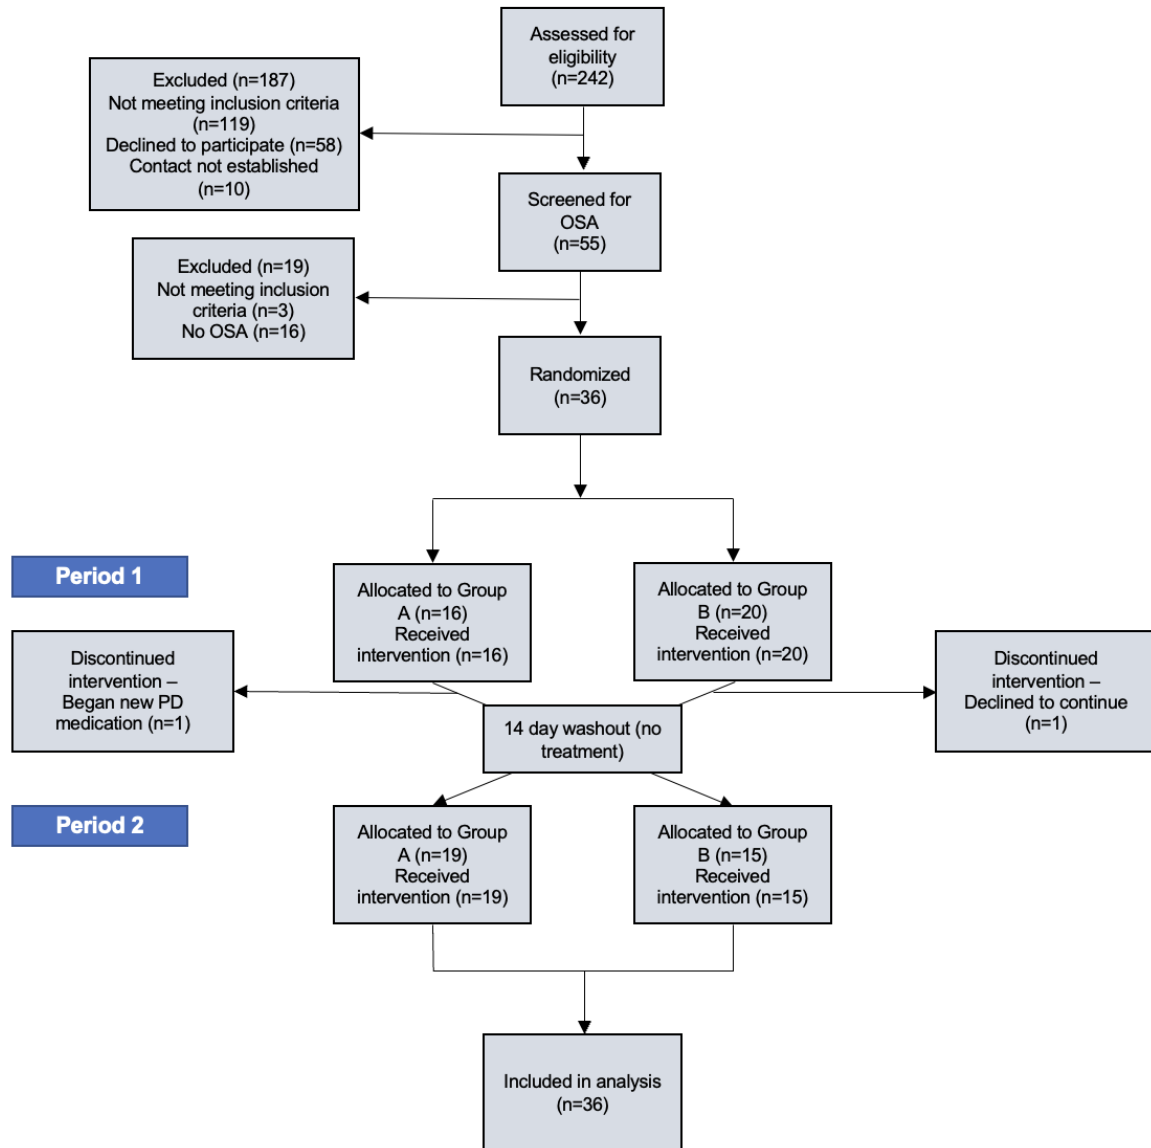 Assessed for
eligibility
(n=242)
Excluded (n=187)
Not meeting inclusion criteria
(n=119)
Declined to participate (n=58)
Contact not established
(n=10)
Screened for
OSA
(n=55)
Excluded (n=19)
Not meeting inclusion
criteria (n=3)
No OSA (n=16)
Randomized
(n=36)
Period 1
Allocated to Group
A (n=16)
Received
intervention (n=16)
Allocated to Group
B (n=20)
Received
intervention (n=20)
Discontinued
intervention –
Began new PD
medication (n=1)
Discontinued
intervention –
Declined to continue
(n=1)
14 day washout (no
treatment)
Period 2
Allocated to Group
A (n=19)
Received
intervention (n=19)
Allocated to Group
B (n=15)
Received
intervention (n=15)
Included in analysis
(n=36)